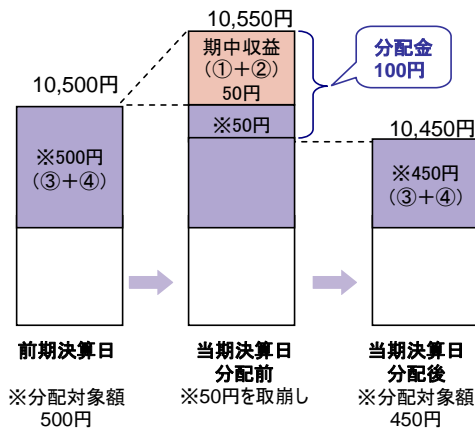 10,550円
期中収益
(①+②)
50円
分配金
100円
10,500円
※50円
10,450円
※500円
(③+④)
※450円
(③+④)
前期決算日
当期決算日
分配前
当期決算日
分配後
※分配対象額
500円
※50円を取崩し
※分配対象額
450円